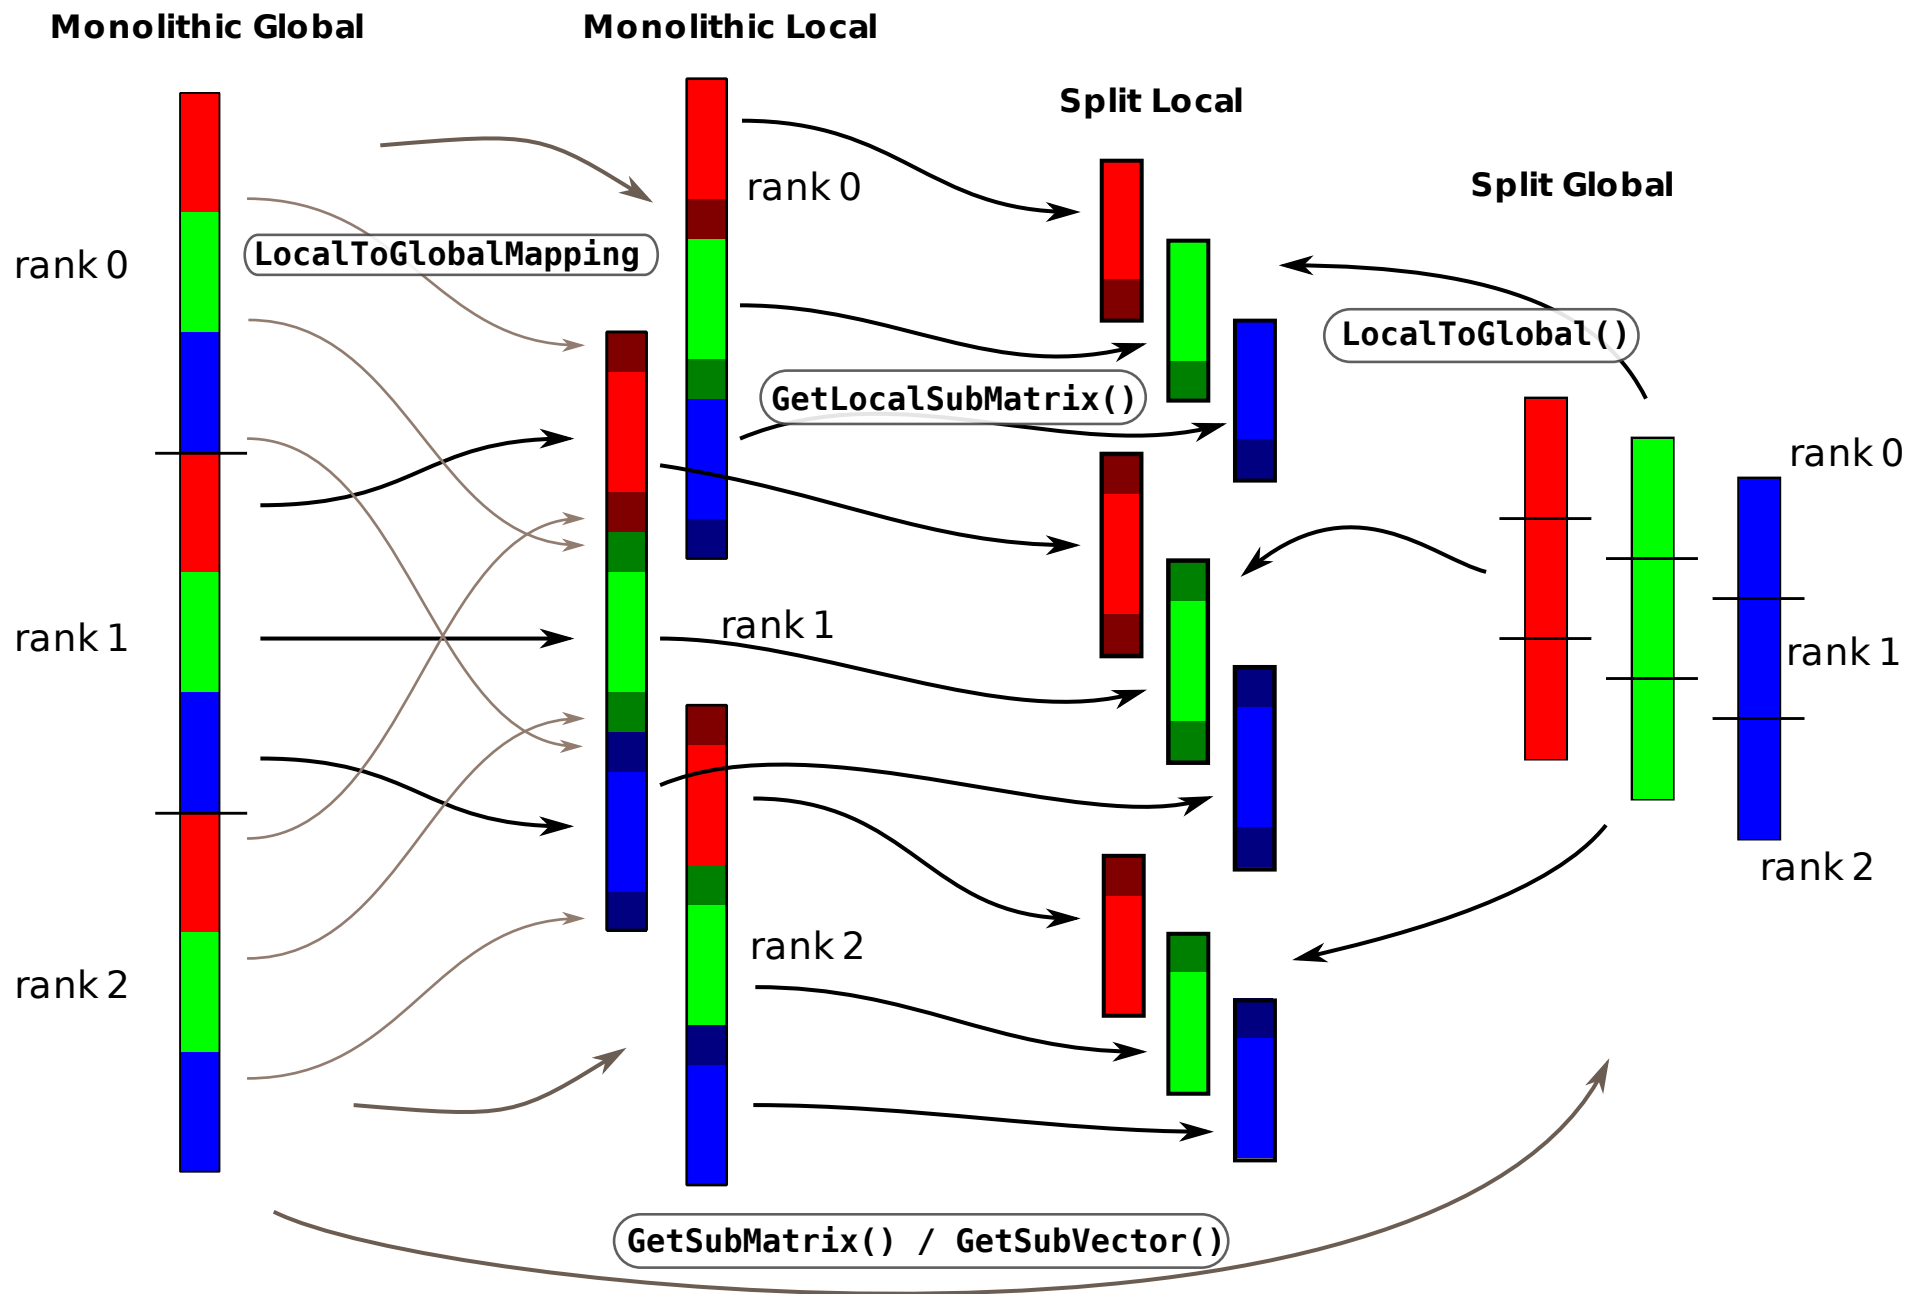 Monolithic Global
Monolithic Local
Split Local
Split Global
rank 0
LocalToGlobalMapping
rank 0
GetLocalSubMatrix()
LocalToGlobal()
rank 0
rank 1
rank 1
rank 1
rank 2
rank 2
rank 2
GetSubMatrix() / GetSubVector()